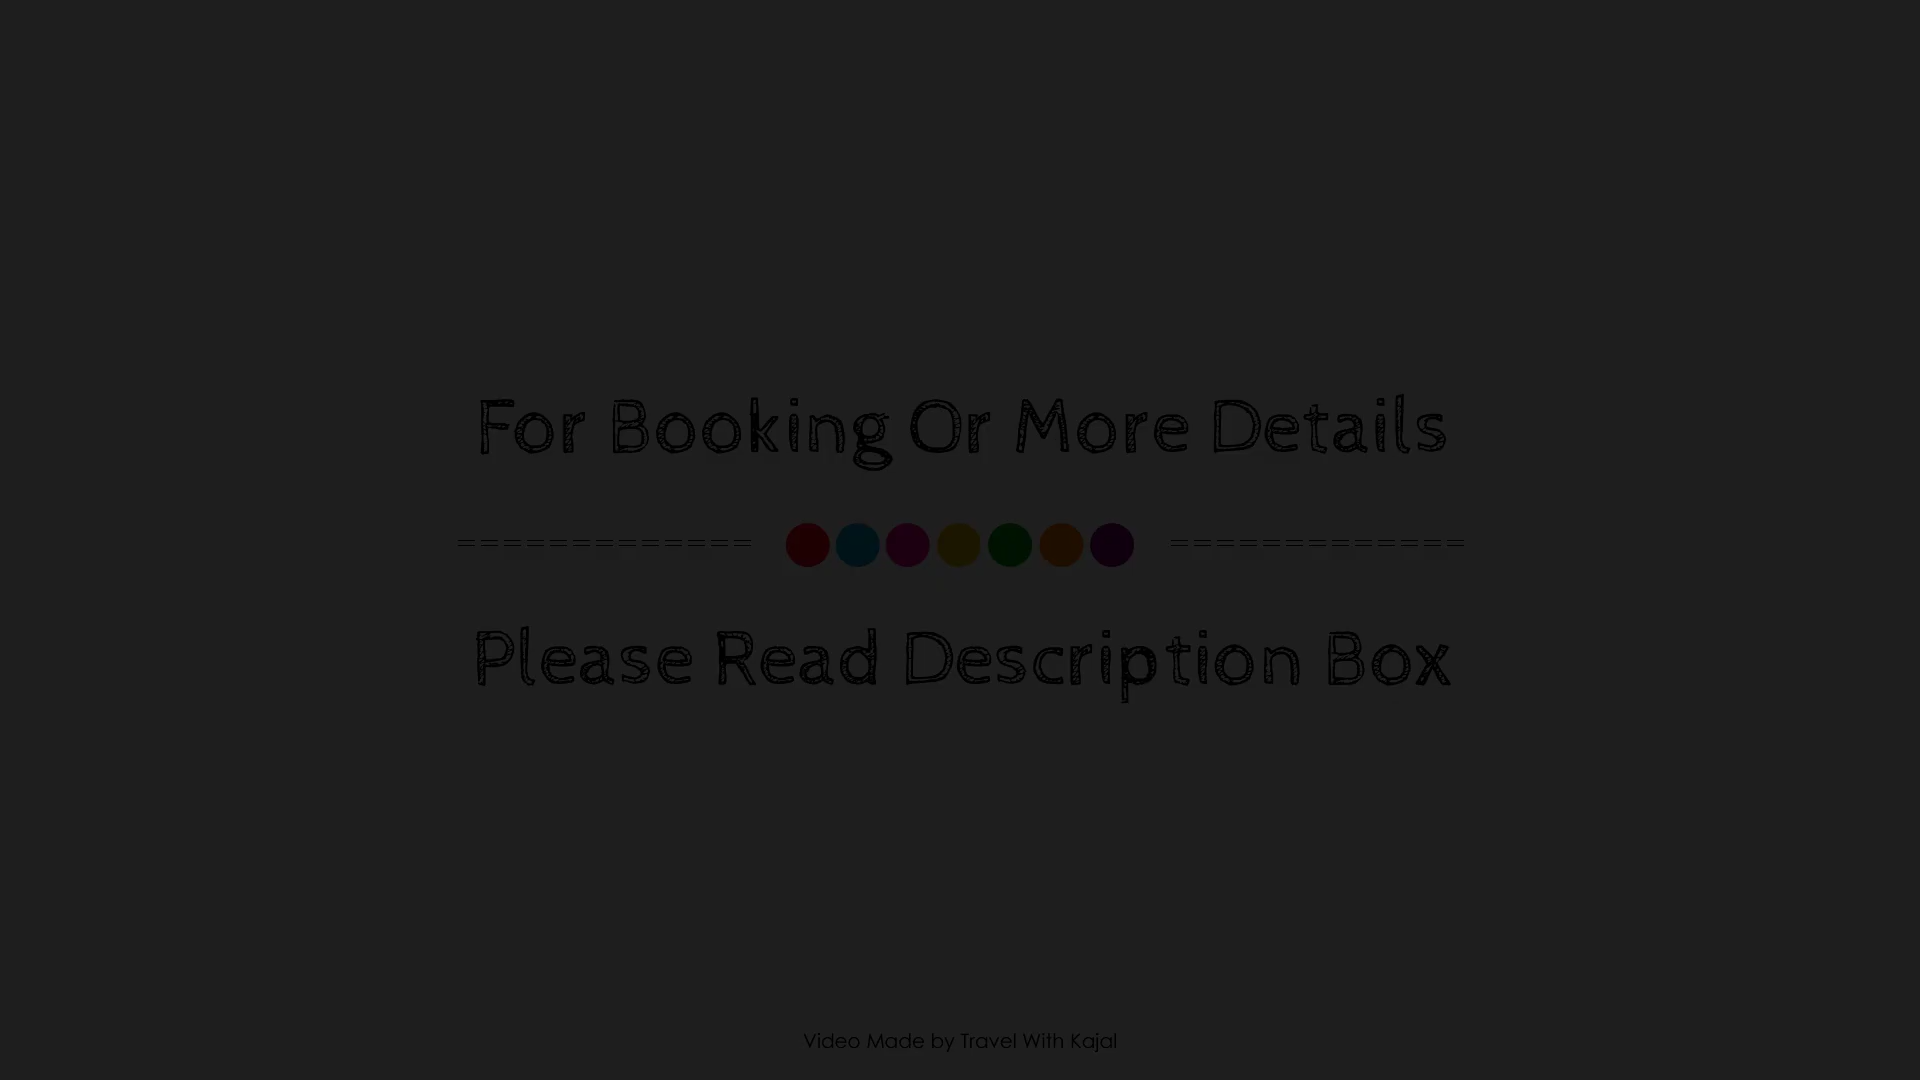 For Booking Or More Details
============= =============
Please Read Description Box
Video Made by Travel With Kajal